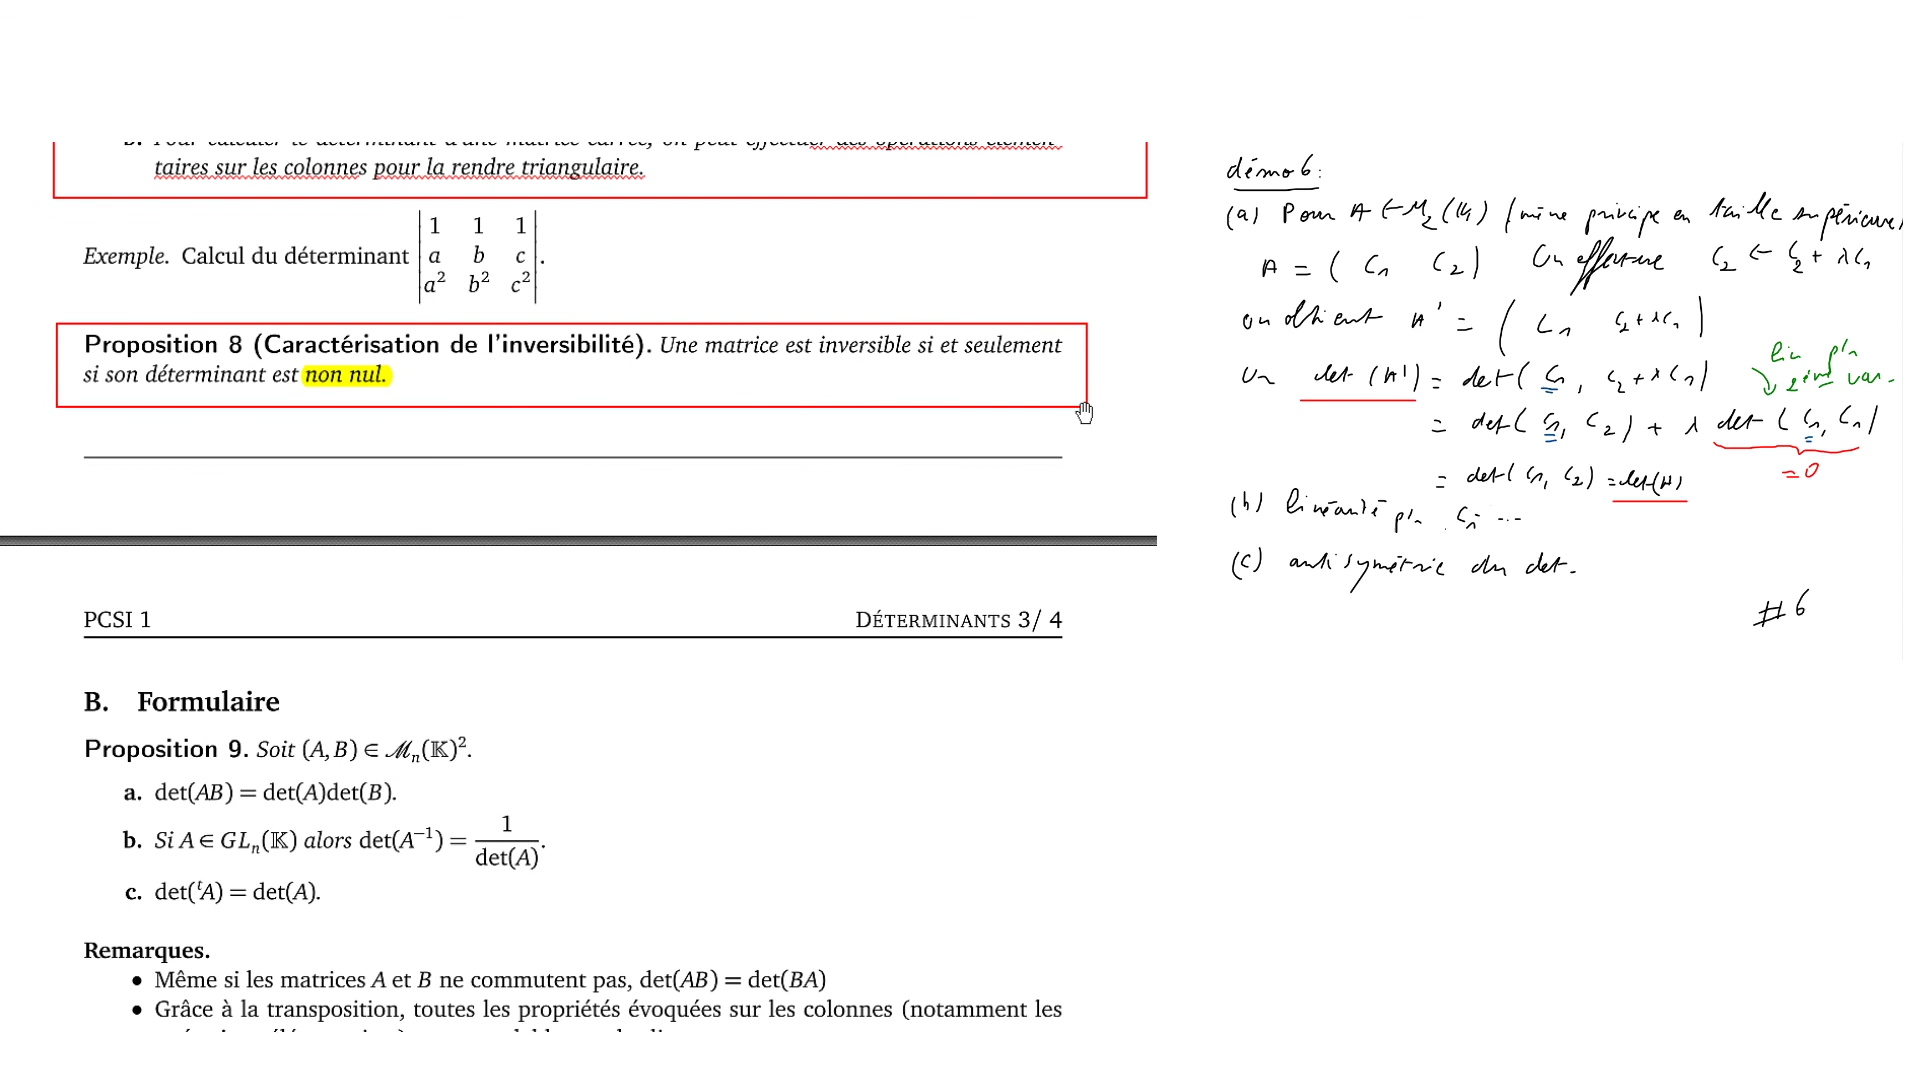 taires sur les colonnes pour la rendre triangulaire.
Exemple. Calcul du déterminant
1 1 1
a b c
a² b² c²
.
Proposition 8 (Caractérisation de l'inversibilité). Une matrice est inversible si et seulement
si son déterminant est non nul.
PCSI 1 DÉTERMINANTS 3/ 4
B. Formulaire
Proposition 9. Soit (A, B) ∈ ℳₙ(𝕂)².
a. det(AB) = det(A)det(B).
b. Si A ∈ GLₙ(𝕂) alors det(A⁻¹) = 1/det(A).
c. det(ᵗA) = det(A).
Remarques.
• Même si les matrices A et B ne commutent pas, det(AB) = det(BA)
• Grâce à la transposition, toutes les propriétés évoquées sur les colonnes (notamment les
démo 6:
(a) Pour A ∈ M₂(K) (même principe en taille supérieure)
A = (C₁ C₂) On effectue C₂ ← C₂ + λC₁
on obtient A' = (C₁ C₂+λC₁)
On det(A') = det(C₁, C₂+λC₁)
lin p/r
2ème var.
= det(C₁, C₂) + λ det(C₁, C₁)
= 0
= det(C₁, C₂) = det(A)
(b) linéarité p/r Cᵢ ...
(c) antisymétrie du det.
#6